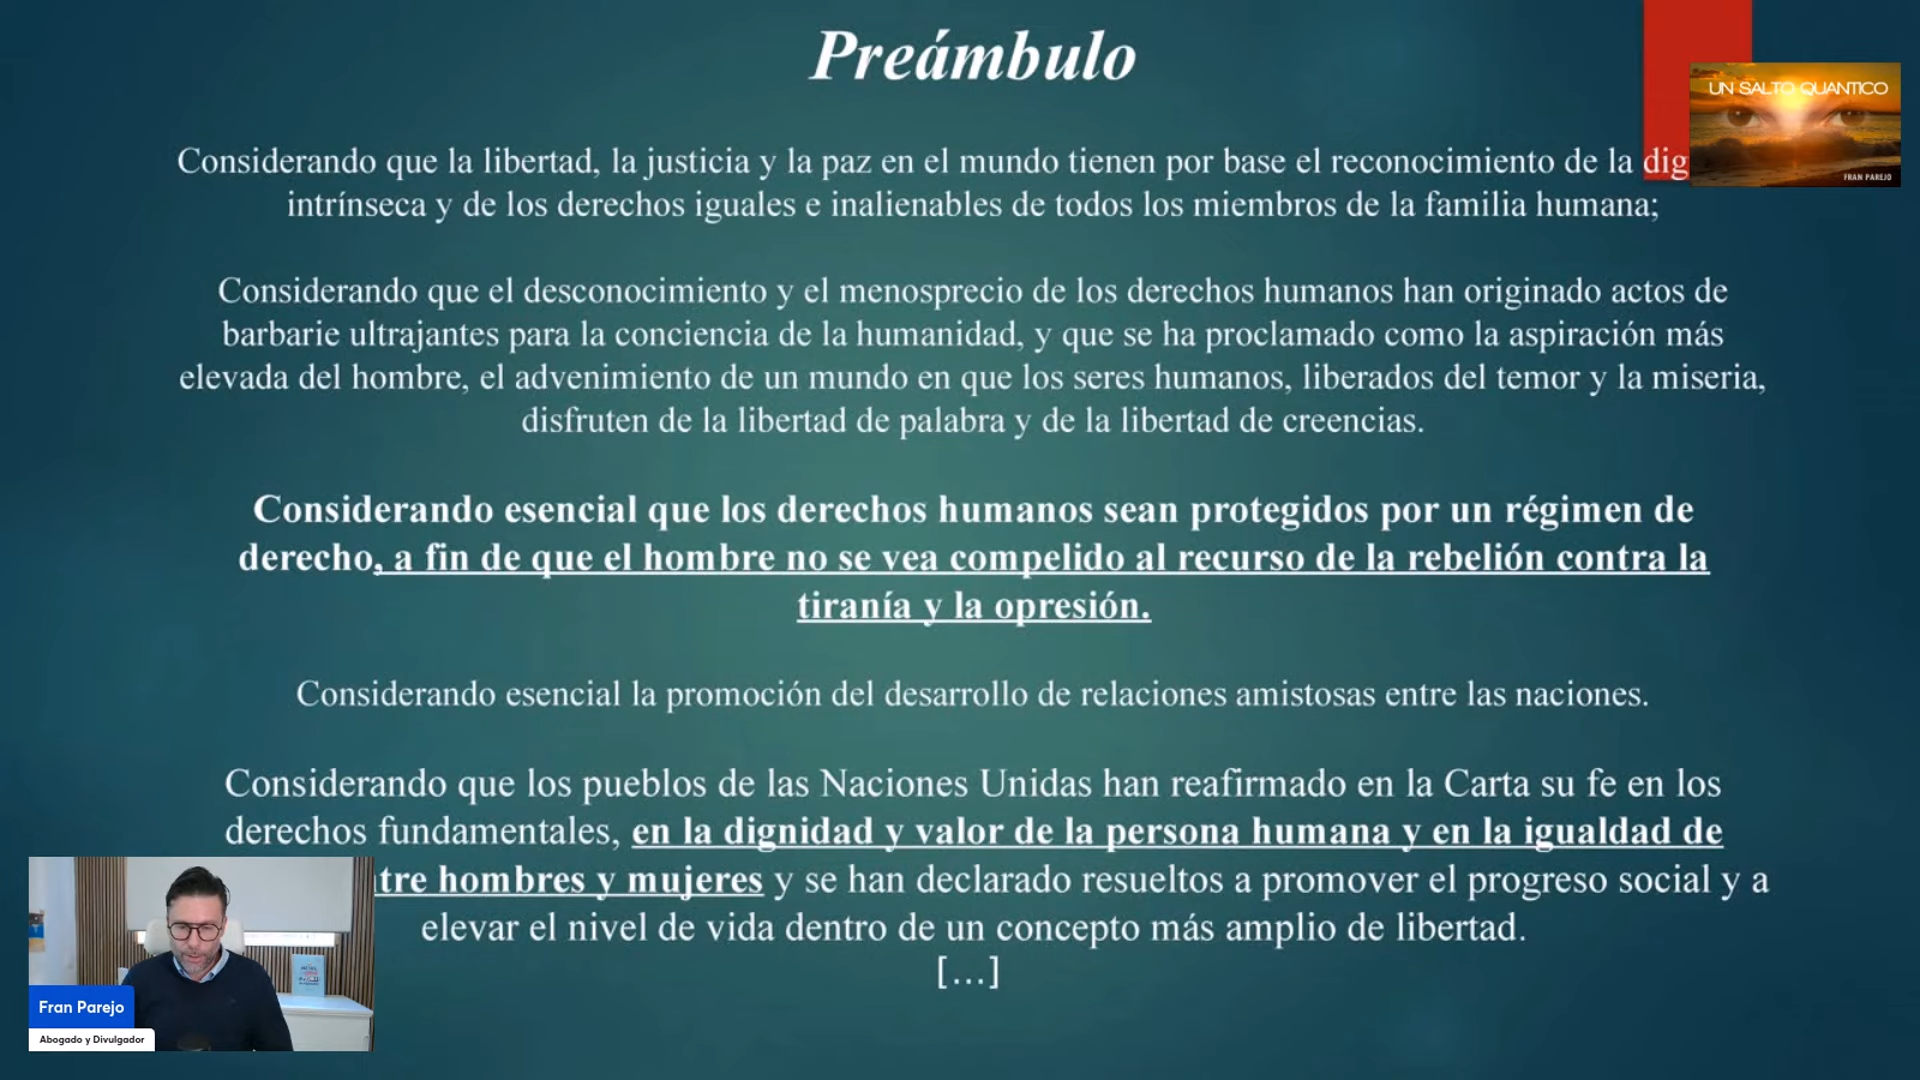 Preámbulo
UN SALTO QUANTICO
FRAN PAREJO
Considerando que la libertad, la justicia y la paz en el mundo tienen por base el reconocimiento de la dig
intrínseca y de los derechos iguales e inalienables de todos los miembros de la familia humana;
Considerando que el desconocimiento y el menosprecio de los derechos humanos han originado actos de
barbarie ultrajantes para la conciencia de la humanidad, y que se ha proclamado como la aspiración más
elevada del hombre, el advenimiento de un mundo en que los seres humanos, liberados del temor y la miseria,
disfruten de la libertad de palabra y de la libertad de creencias.
Considerando esencial que los derechos humanos sean protegidos por un régimen de
derecho, a fin de que el hombre no se vea compelido al recurso de la rebelión contra la
tiranía y la opresión.
Considerando esencial la promoción del desarrollo de relaciones amistosas entre las naciones.
Considerando que los pueblos de las Naciones Unidas han reafirmado en la Carta su fe en los
derechos fundamentales, en la dignidad y valor de la persona humana y en la igualdad de
tre hombres y mujeres y se han declarado resueltos a promover el progreso social y a
elevar el nivel de vida dentro de un concepto más amplio de libertad.
[…]
Fran Parejo
Abogado y Divulgador